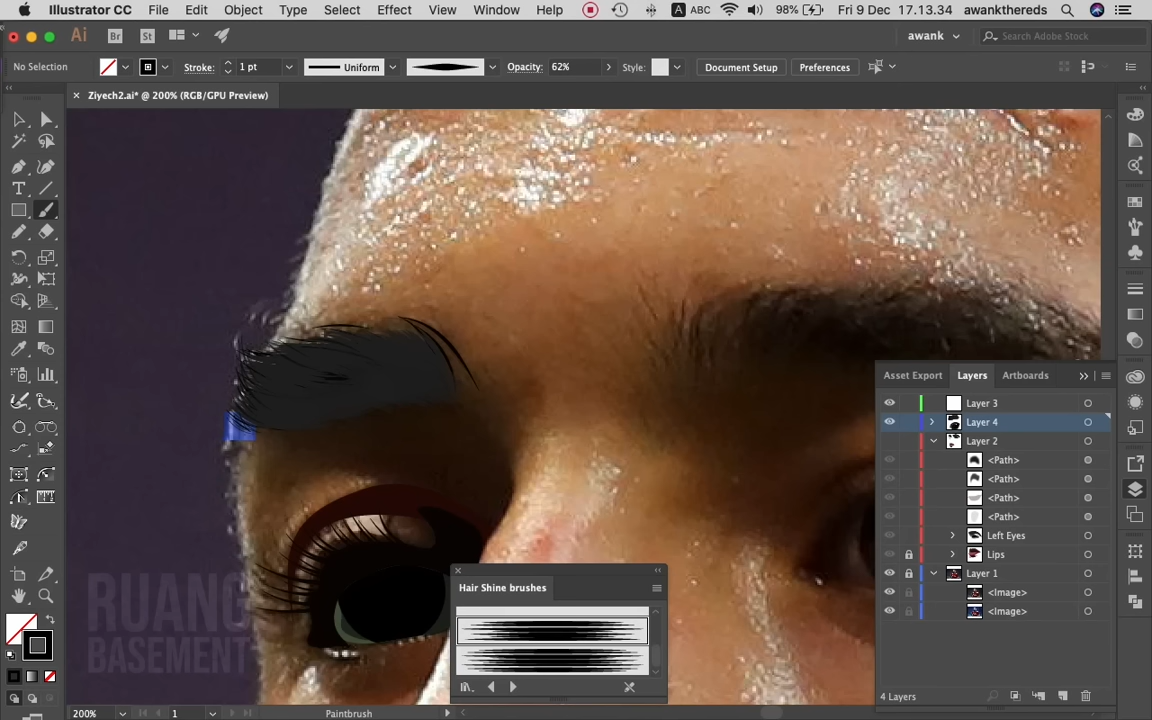 Illustrator CC File Edit Object Type Select Effect View Window Help A ABC 98% Fri 9 Dec 17.13.34 awankthereds
Ai Br St awank Search Adobe Stock
No Selection Stroke: 1 pt Uniform Opacity: 62% Style: Document Setup Preferences
× Ziyech2.ai* @ 200% (RGB/GPU Preview)
Asset Export Layers Artboards
Layer 3
Layer 4
Layer 2
<Path>
<Path>
<Path>
<Path>
Left Eyes
Lips
Layer 1
<Image>
<Image>
4 Layers
Hair Shine brushes
RUANG
BASEMENT
200% 1 Paintbrush